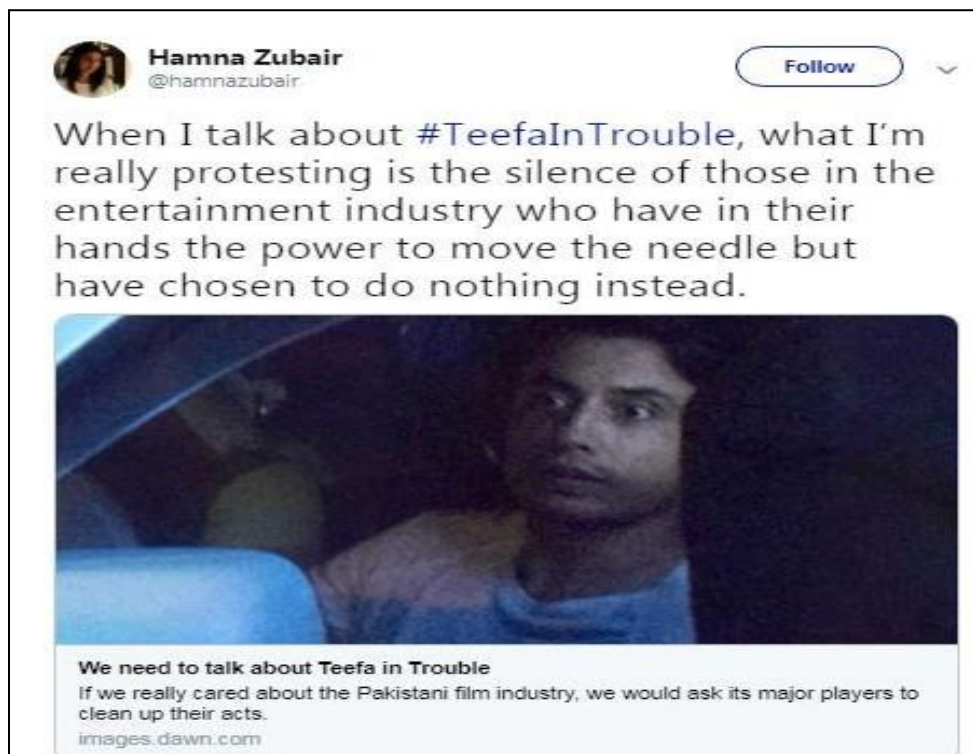 Hamna Zubair
@hamnazubair
Follow
When I talk about #TeefaInTrouble, what I'm
really protesting is the silence of those in the
entertainment industry who have in their
hands the power to move the needle but
have chosen to do nothing instead.
We need to talk about Teefa in Trouble
If we really cared about the Pakistani film industry, we would ask its major players to
clean up their acts.
images.dawn.com